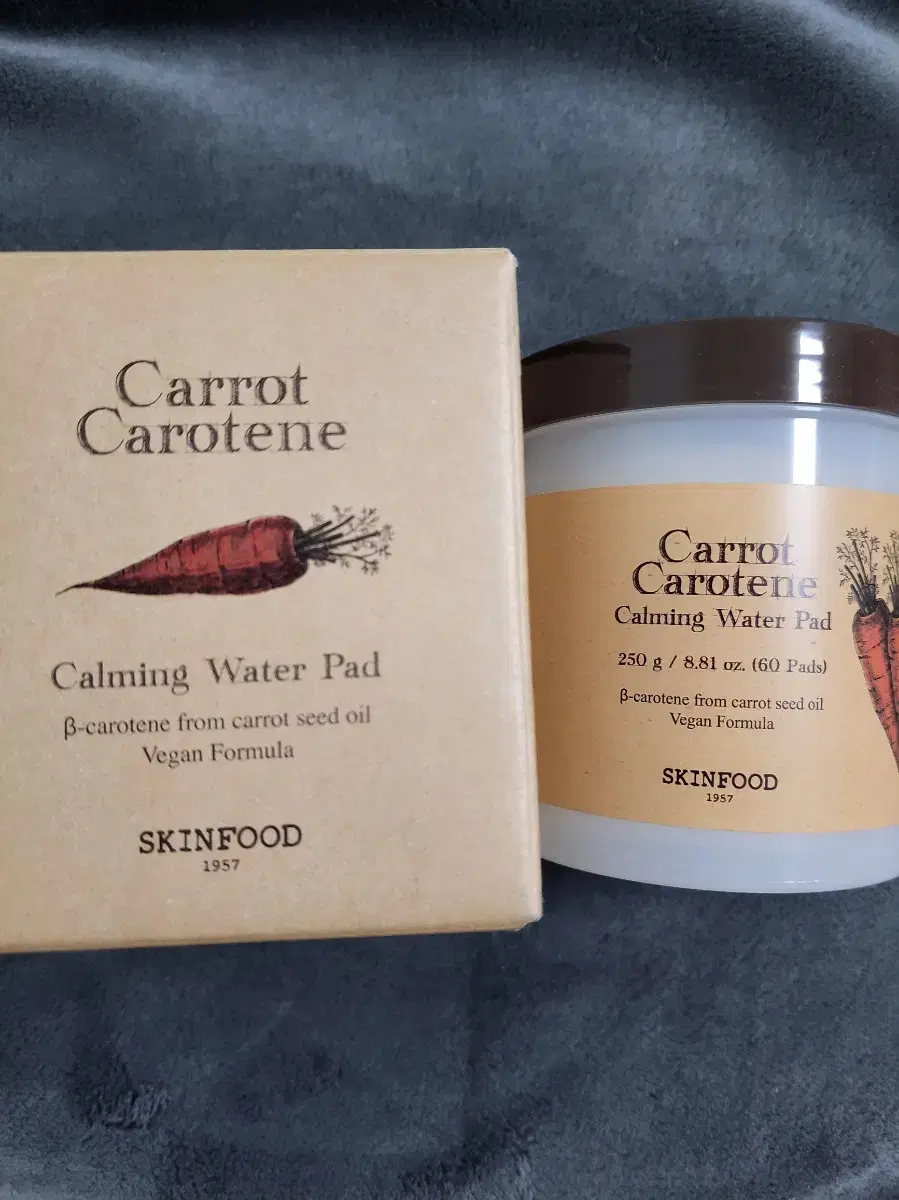 Carrot
Carotene
Calming Water Pad
β-carotene from carrot seed oil
Vegan Formula
SKINFOOD
1957
Carrot
Carotene
Calming Water Pad
250 g / 8.81 oz. (60 Pads)
β-carotene from carrot seed oil
Vegan Formula
SKINFOOD
1957